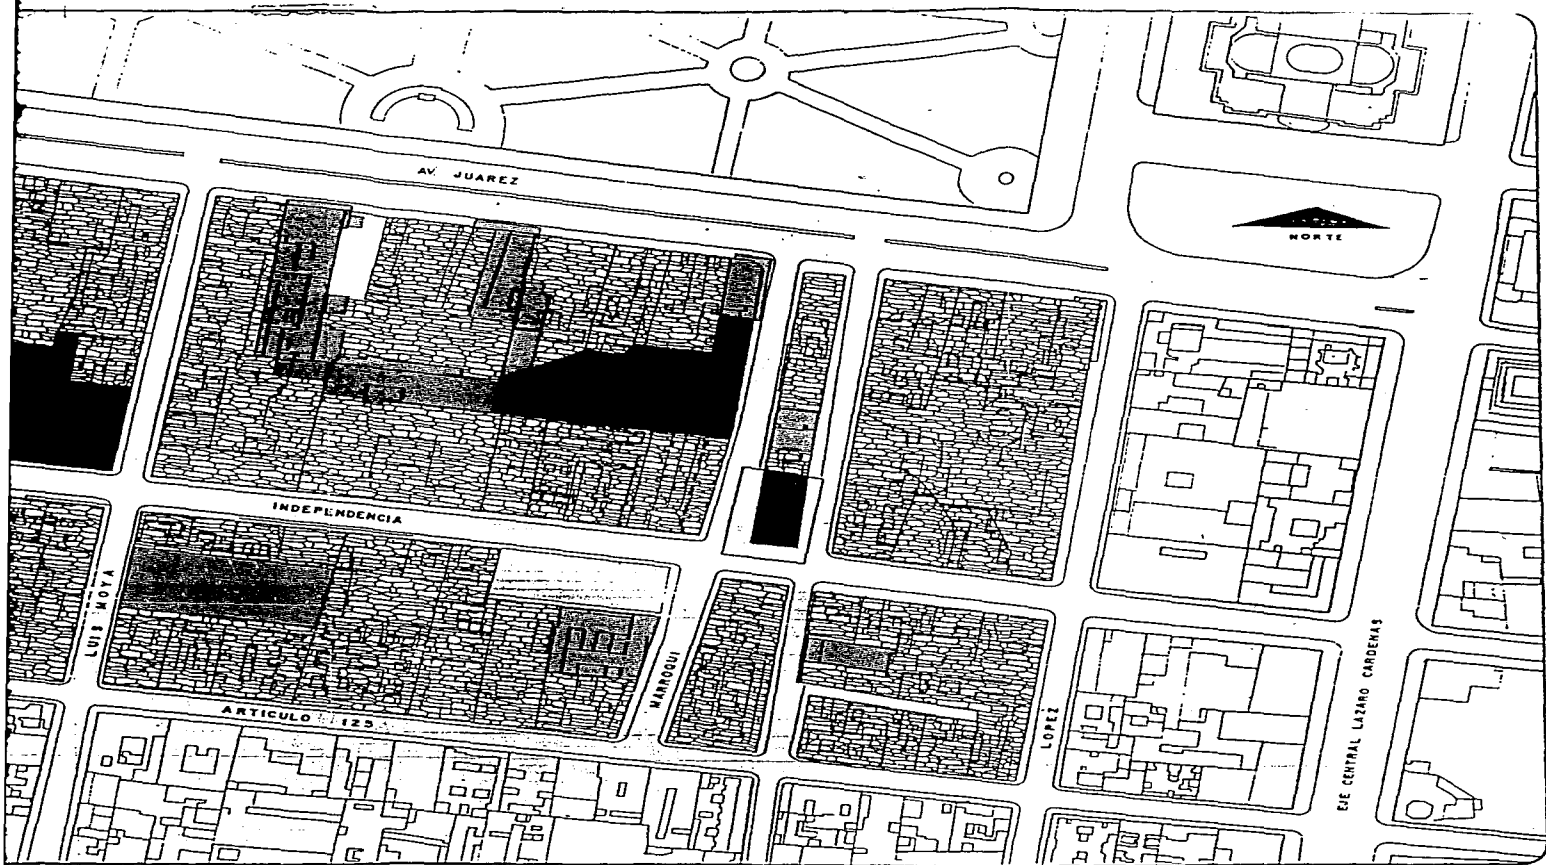 AV. JUAREZ
NORTE
INDEPENDENCIA
LUIS MOYA
MARROQUI
ARTICULO 125
LOPEZ
EJE CENTRAL LAZARO CARDENAS